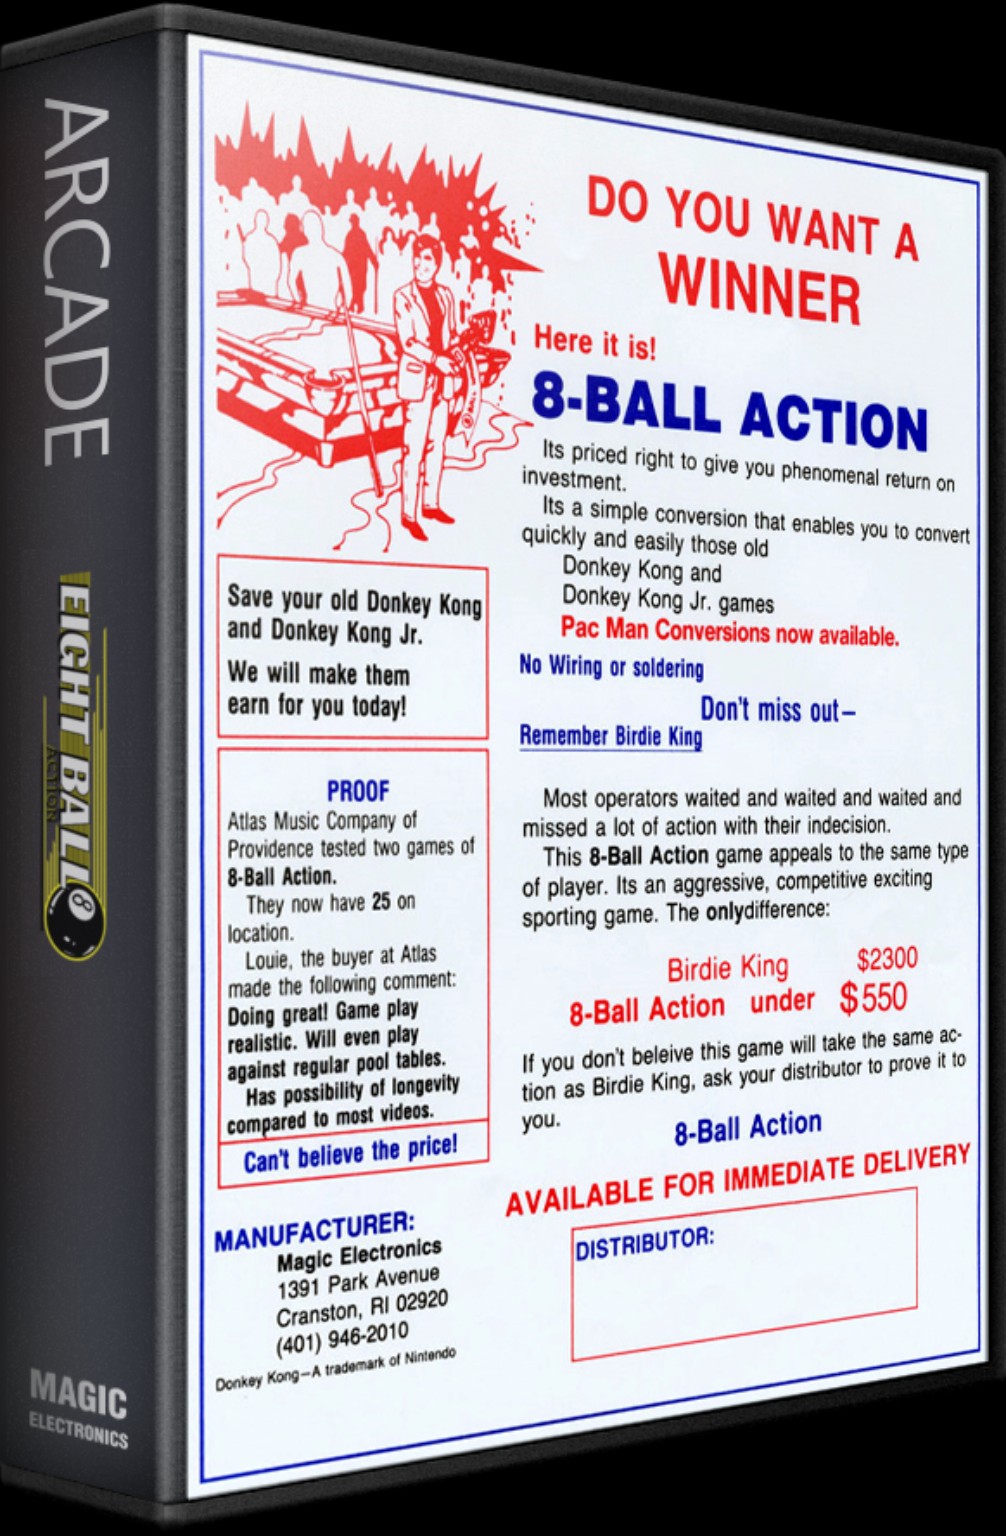 ARCADE
EIGHT BALL
ACTION
8
MAGIC
ELECTRONICS
DO YOU WANT A
WINNER
Here it is!
8-BALL ACTION
Its priced right to give you phenomenal return on
investment.
Its a simple conversion that enables you to convert
quickly and easily those old
Donkey Kong and
Donkey Kong Jr. games
Pac Man Conversions now available.
No Wiring or soldering
Don't miss out–
Remember Birdie King
Most operators waited and waited and waited and
missed a lot of action with their indecision.
This 8-Ball Action game appeals to the same type
of player. Its an aggressive, competitive exciting
sporting game. The onlydifference:
Birdie King $2300
8-Ball Action under $550
If you don't beleive this game will take the same ac-
tion as Birdie King, ask your distributor to prove it to
you.
8-Ball Action
AVAILABLE FOR IMMEDIATE DELIVERY
DISTRIBUTOR:
Save your old Donkey Kong
and Donkey Kong Jr.
We will make them
earn for you today!
PROOF
Atlas Music Company of
Providence tested two games of
8-Ball Action.
They now have 25 on
location.
Louie, the buyer at Atlas
made the following comment:
Doing great! Game play
realistic. Will even play
against regular pool tables.
Has possibility of longevity
compared to most videos.
Can't believe the price!
MANUFACTURER:
Magic Electronics
1391 Park Avenue
Cranston, RI 02920
(401) 946-2010
Donkey Kong–A trademark of Nintendo